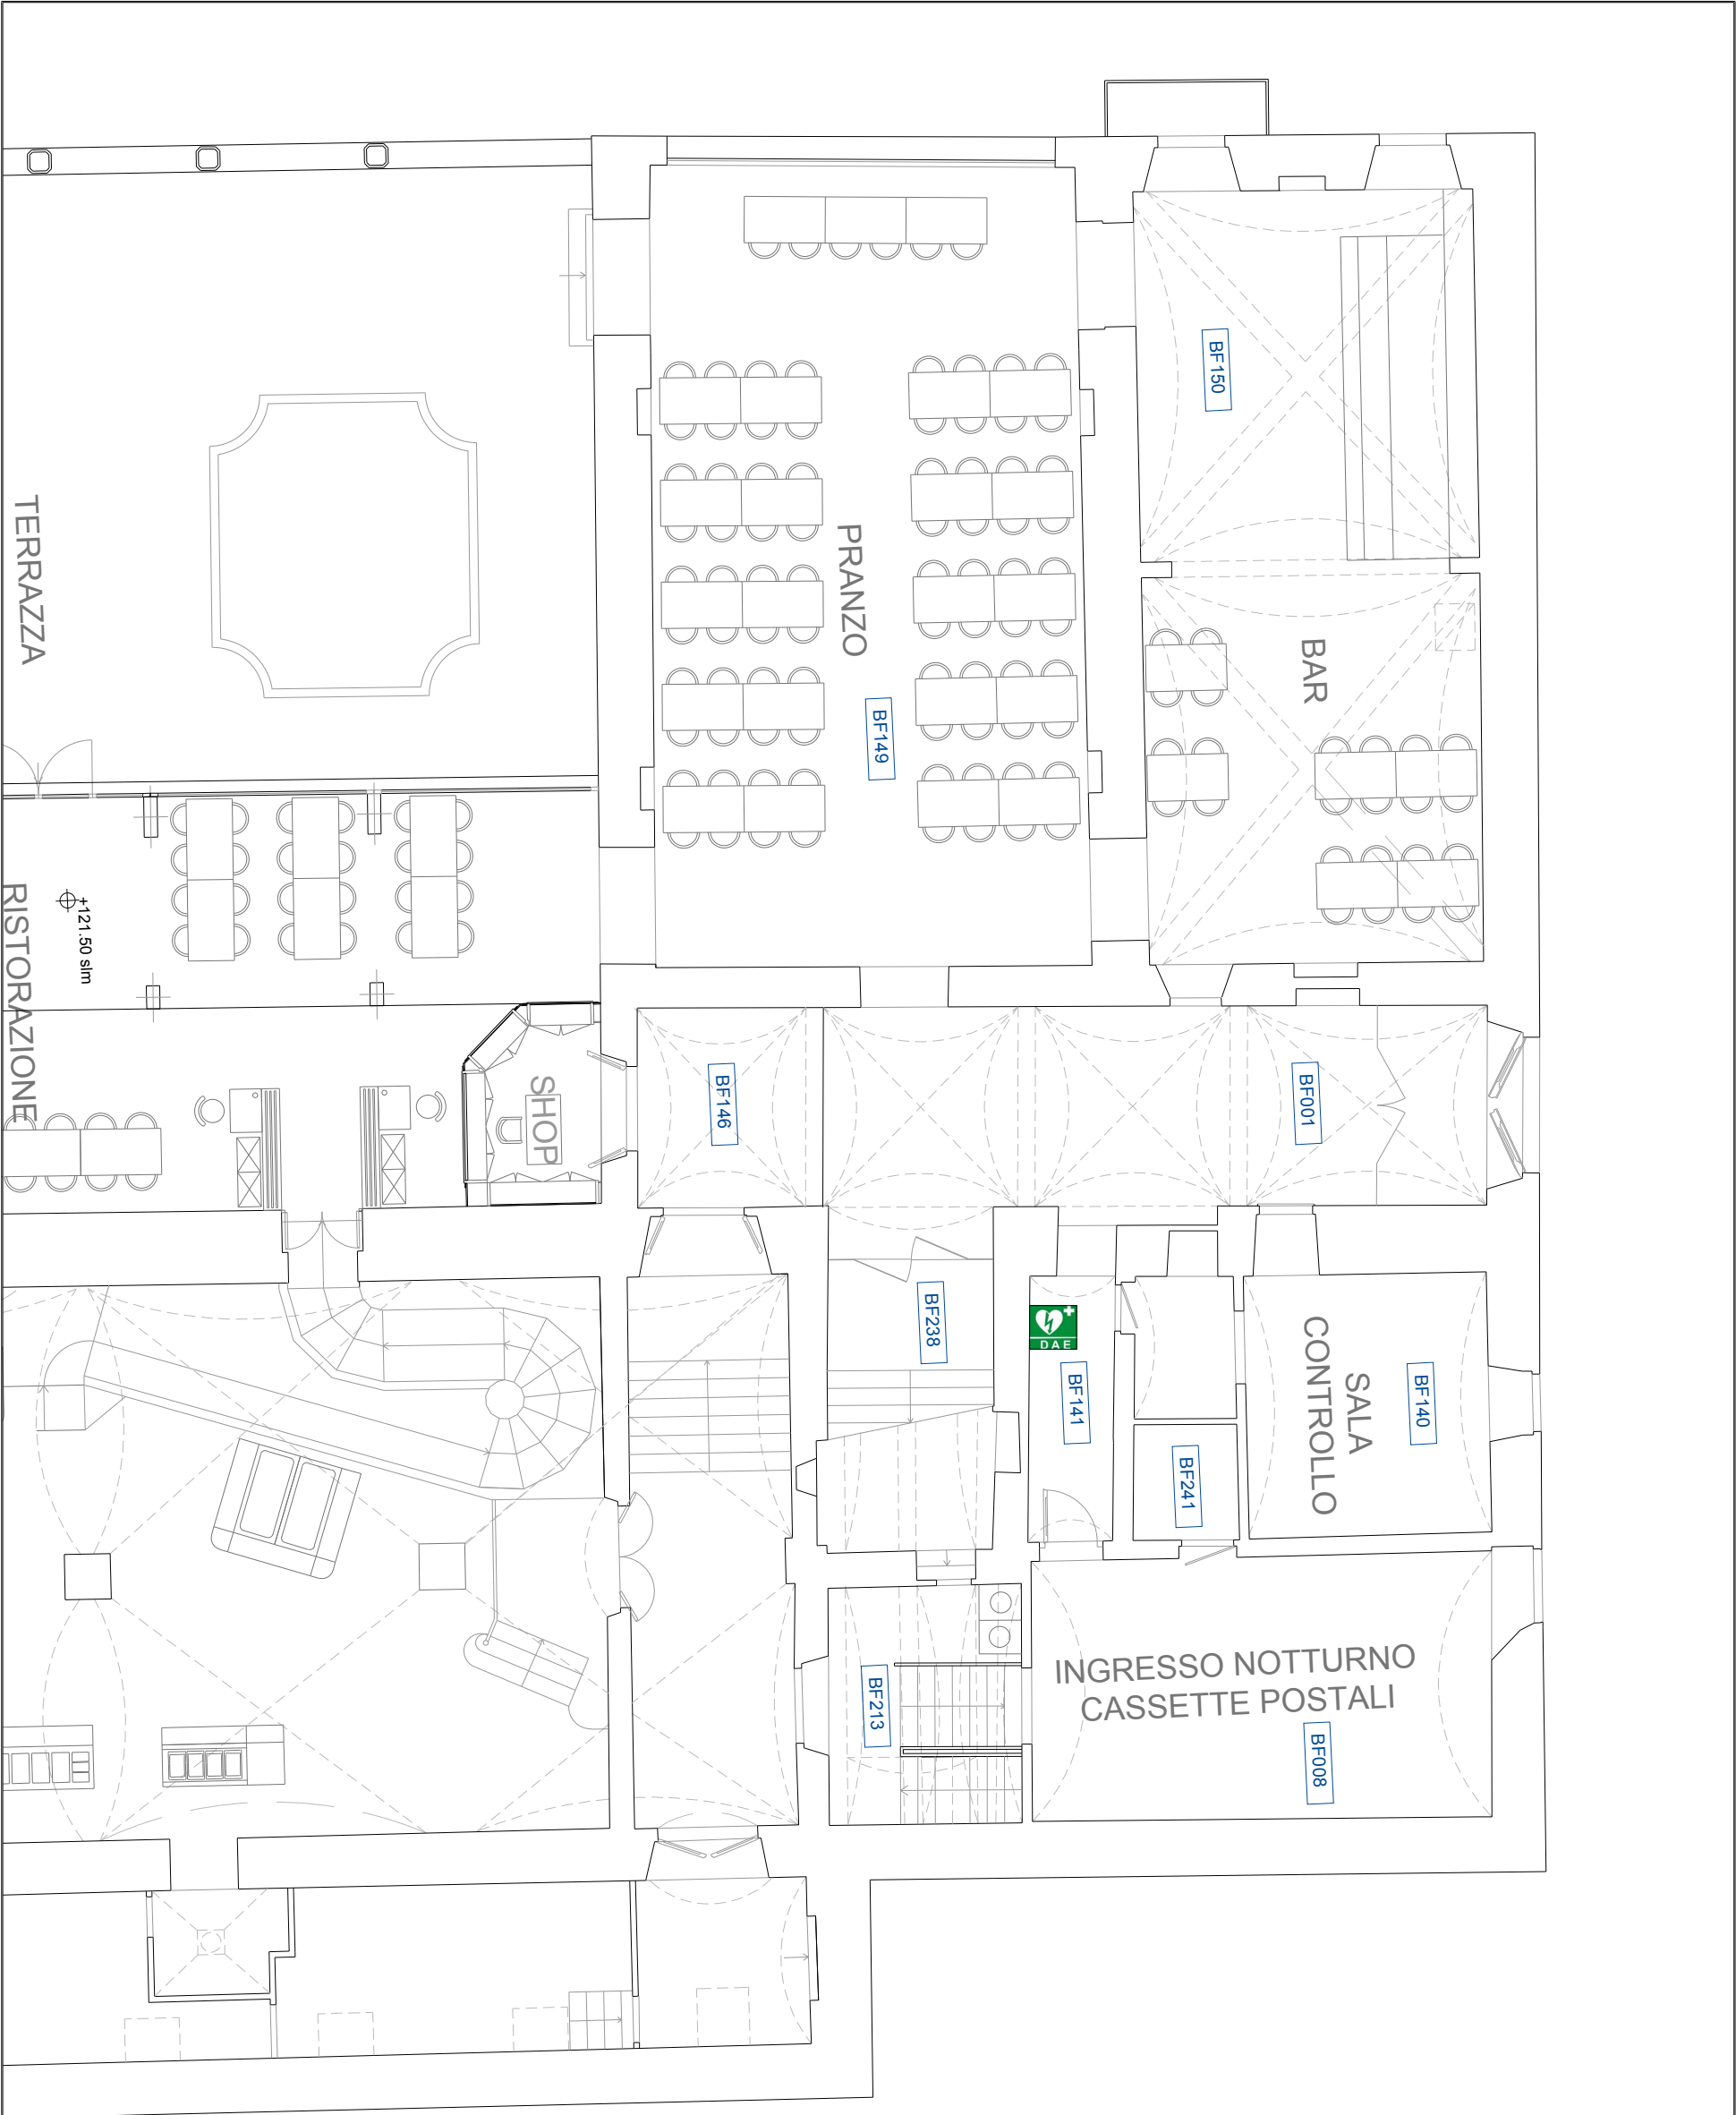 BF150
TERRAZZA
PRANZO
BAR
BF149
RISTORAZIONE
+121.50 slm
SHOP
BF146
BF001
BF238
DAE
BF141
BF241
SALA
CONTROLLO
BF140
INGRESSO NOTTURNO
CASSETTE POSTALI
BF213
BF008